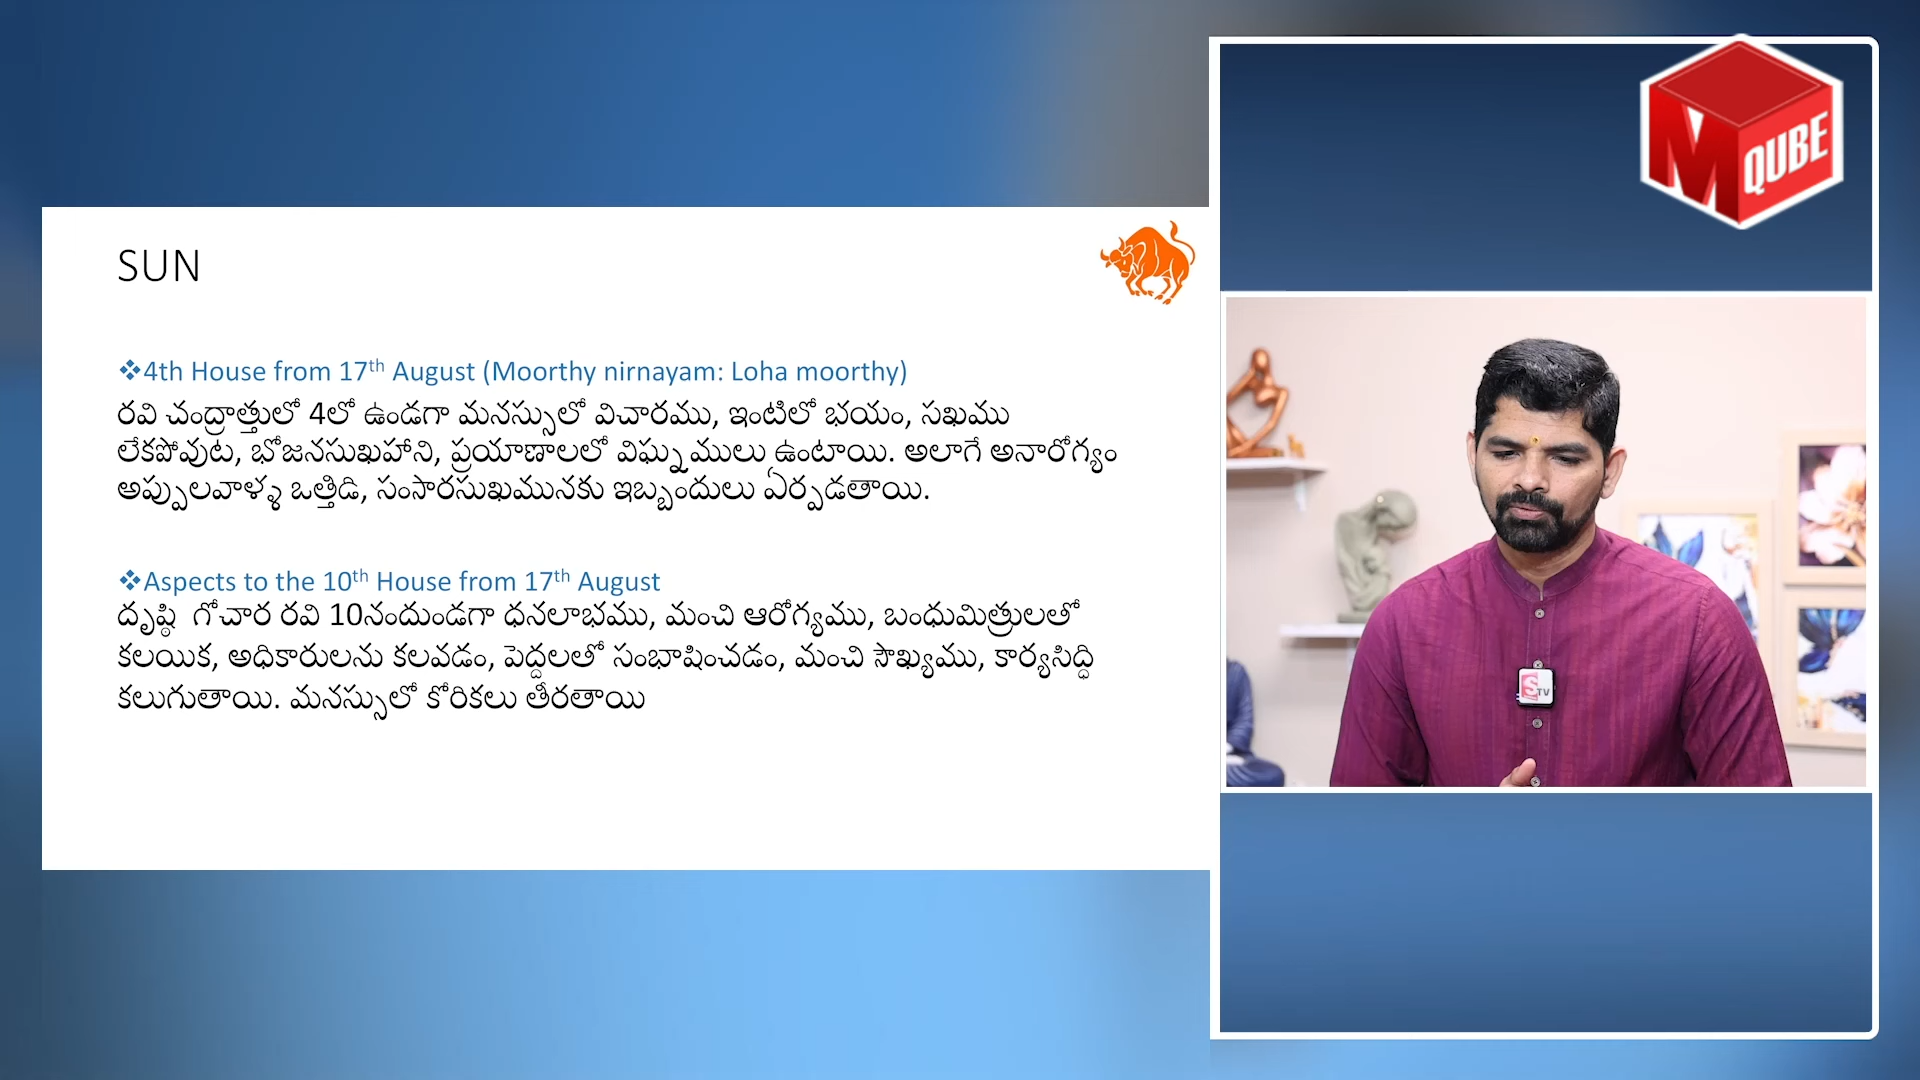 SUN
❖4th House from 17th August (Moorthy nirnayam: Loha moorthy)
రవి చంద్రాత్తులో 4లో ఉండగా మనస్సులో విచారము, ఇంటిలో భయం, సఖము
లేకపోవుట, భోజనసుఖహాని, ప్రయాణాలలో విఘ్నములు ఉంటాయి. అలాగే అనారోగ్యం
అప్పులవాళ్ళ ఒత్తిడి, సంసారసుఖమునకు ఇబ్బందులు ఏర్పడతాయి.
❖Aspects to the 10th House from 17th August
దృష్ఠి గోచార రవి 10నందుండగా ధనలాభము, మంచి ఆరోగ్యము, బంధుమిత్రులతో
కలయిక, అధికారులను కలవడం, పెద్దలతో సంభాషించడం, మంచి సౌఖ్యము, కార్యసిద్ధి
కలుగుతాయి. మనస్సులో కోరికలు తీరతాయి
M QUBE
S TV